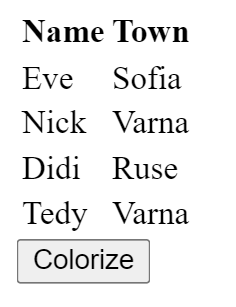 Name Town
Eve Sofia
Nick Varna
Didi Ruse
Tedy Varna
Colorize